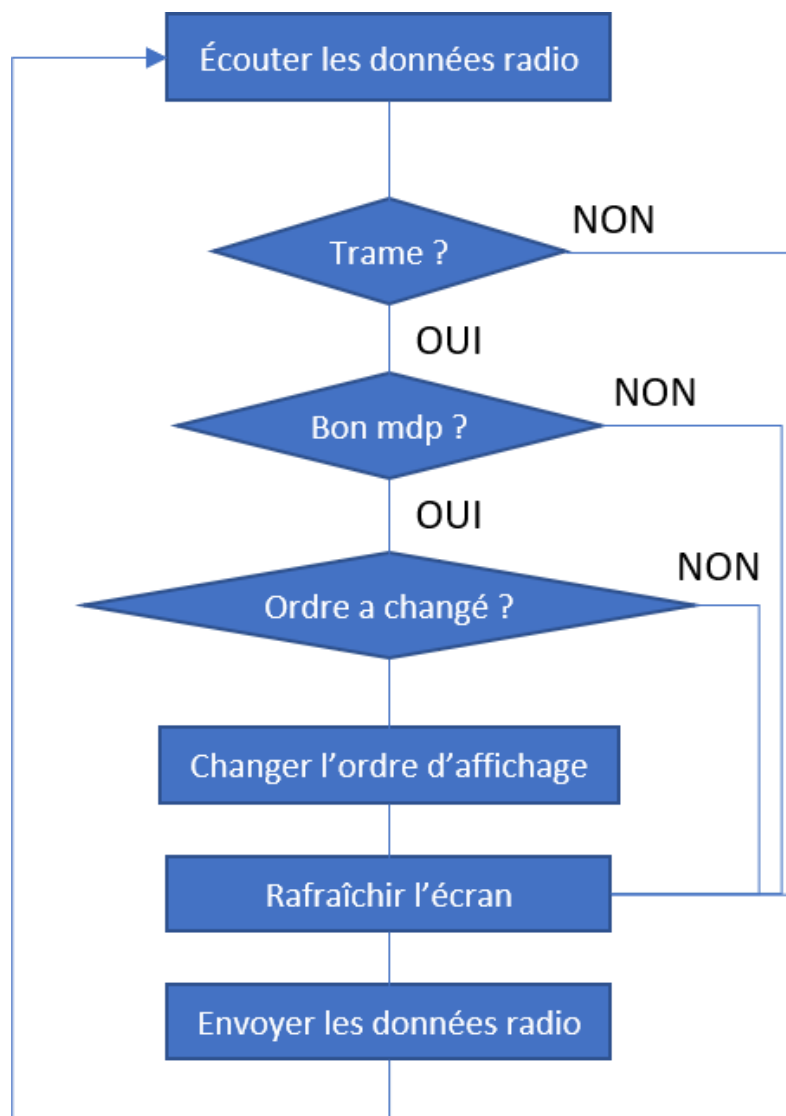 Écouter les données radio
NON
Trame ?
OUI
NON
Bon mdp ?
OUI
NON
Ordre a changé ?
Changer l’ordre d’affichage
Rafraîchir l’écran
Envoyer les données radio